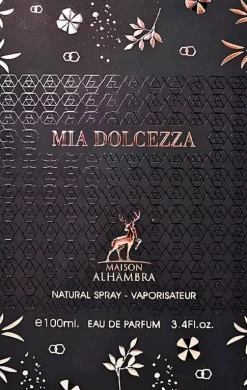 MIA DOLCEZZA
MAISON
ALHAMBRA
NATURAL SPRAY - VAPORISATEUR
℮100ml. EAU DE PARFUM 3.4Fl.oz.